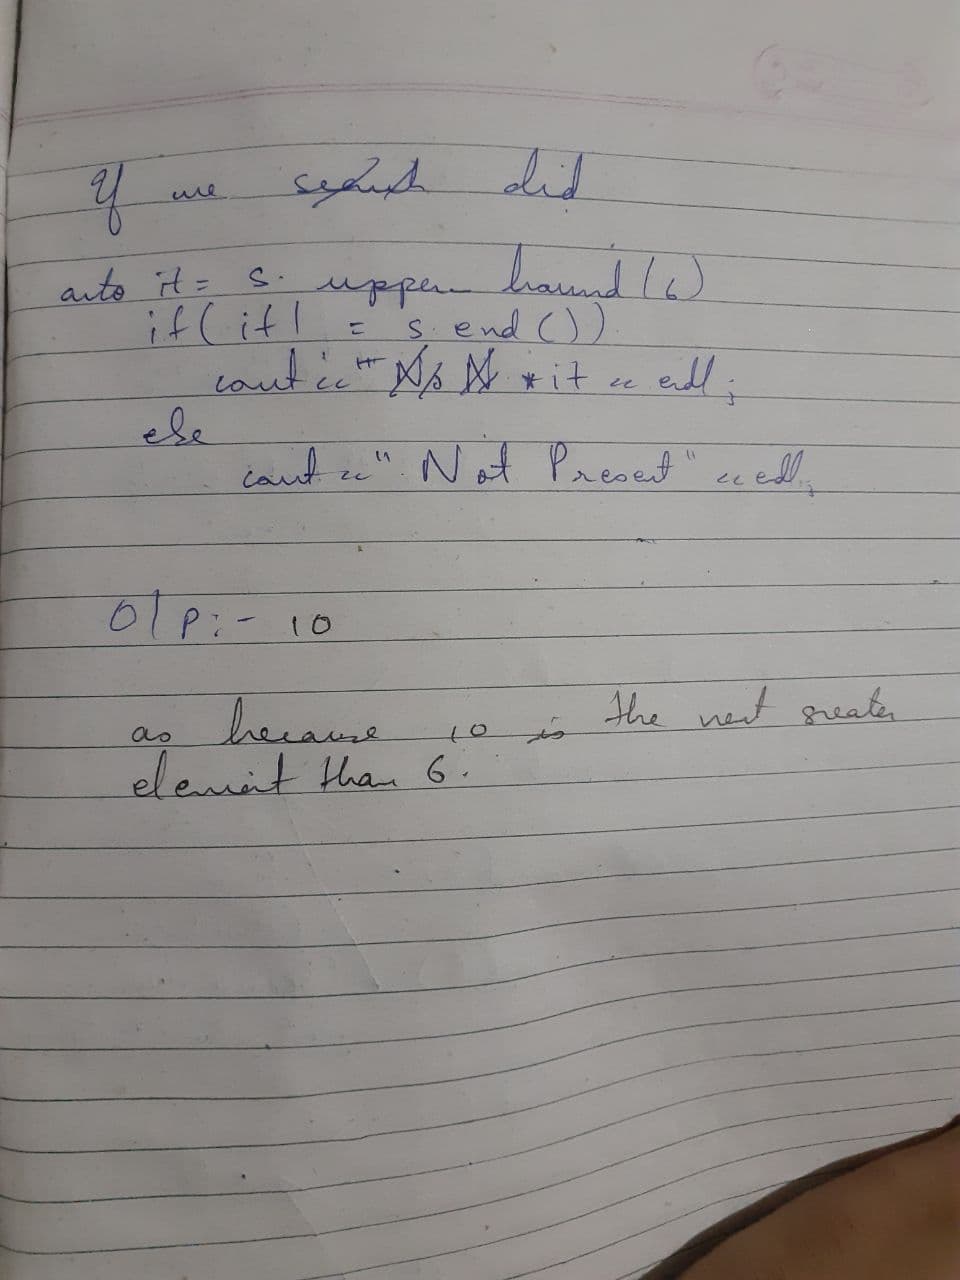 If we did
auto it = s. upper bound (6)
if( it != s. end ())
cout << *it << endl;
else
cout << "Not Present" << endl;
O/P:- 10
as because 10 is the next greater
element than 6.